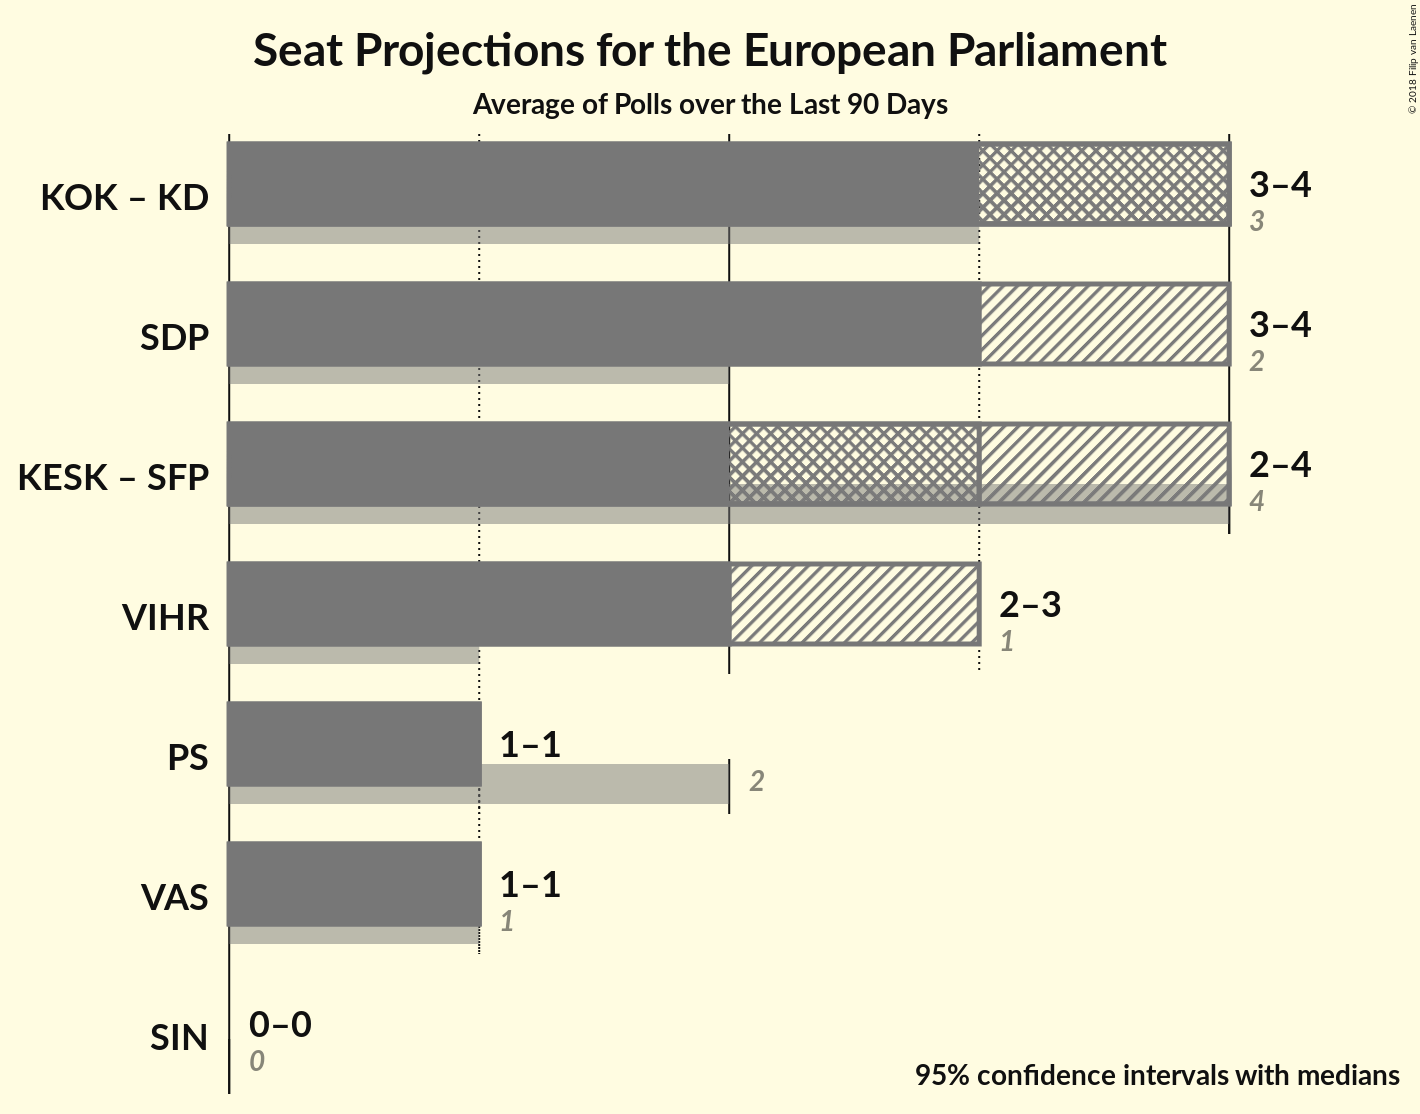 Seat Projections for the European Parliament
Average of Polls over the Last 90 Days
© 2018 Filip van Laenen
KOK – KD
3–4
3
SDP
3–4
2
KESK – SFP
2–4
4
VIHR
2–3
1
PS
1–1
2
VAS
1–1
1
SIN
0–0
0
95% confidence intervals with medians